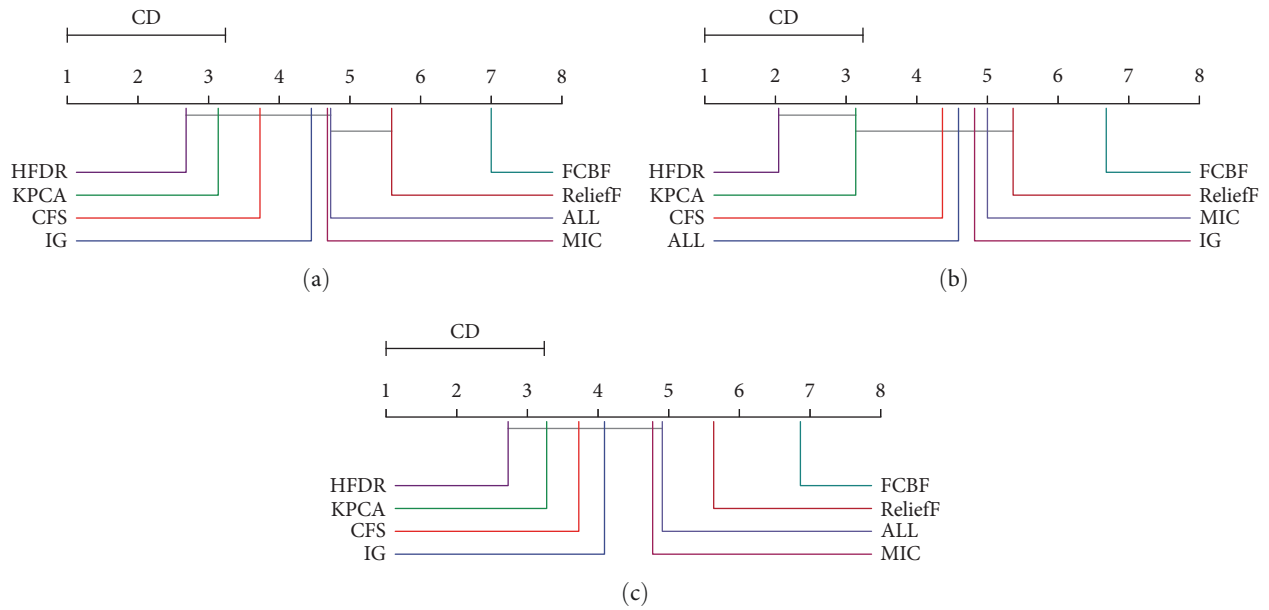 CD
1 2 3 4 5 6 7 8
HFDR FCBF
KPCA ReliefF
CFS ALL
IG MIC
(a)
CD
1 2 3 4 5 6 7 8
HFDR FCBF
KPCA ReliefF
CFS MIC
ALL IG
(b)
CD
1 2 3 4 5 6 7 8
HFDR FCBF
KPCA ReliefF
CFS ALL
IG MIC
(c)